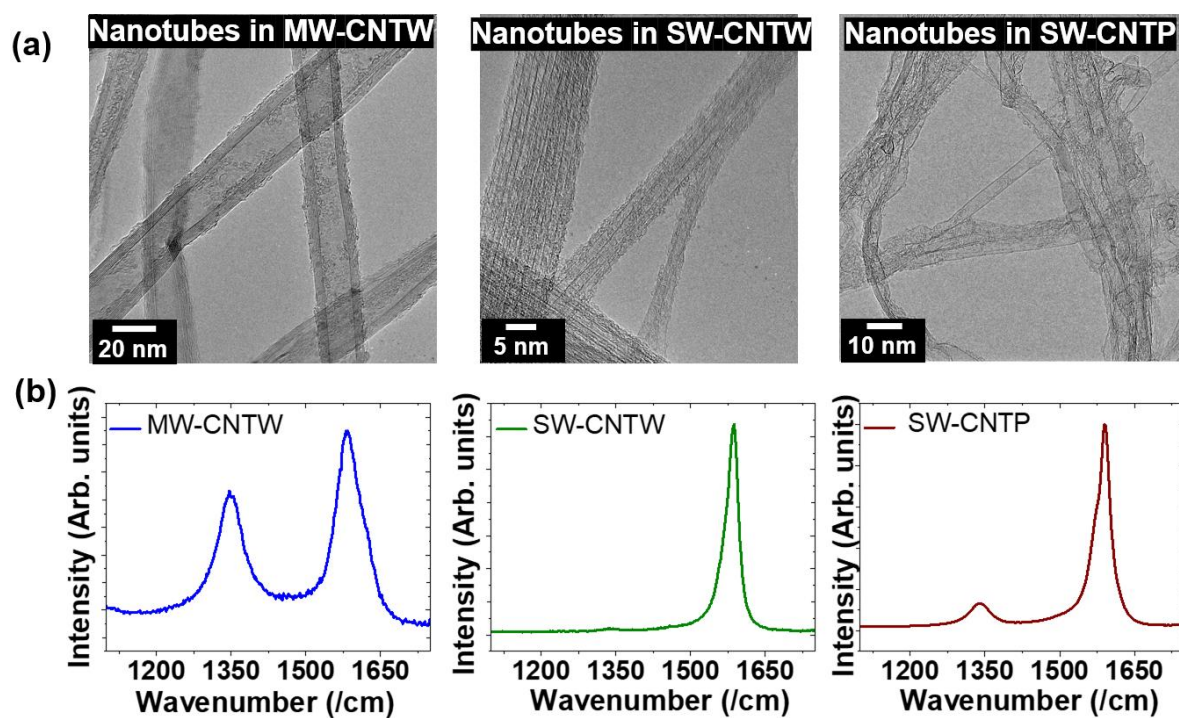 (a)
Nanotubes in MW-CNTW
Nanotubes in SW-CNTW
Nanotubes in SW-CNTP
20 nm
5 nm
10 nm
(b)
Intensity (Arb. units)
MW-CNTW
1200 1350 1500 1650
Wavenumber (/cm)
Intensity (Arb. units)
SW-CNTW
1200 1350 1500 1650
Wavenumber (/cm)
Intensity (Arb. units)
SW-CNTP
1200 1350 1500 1650
Wavenumber (/cm)